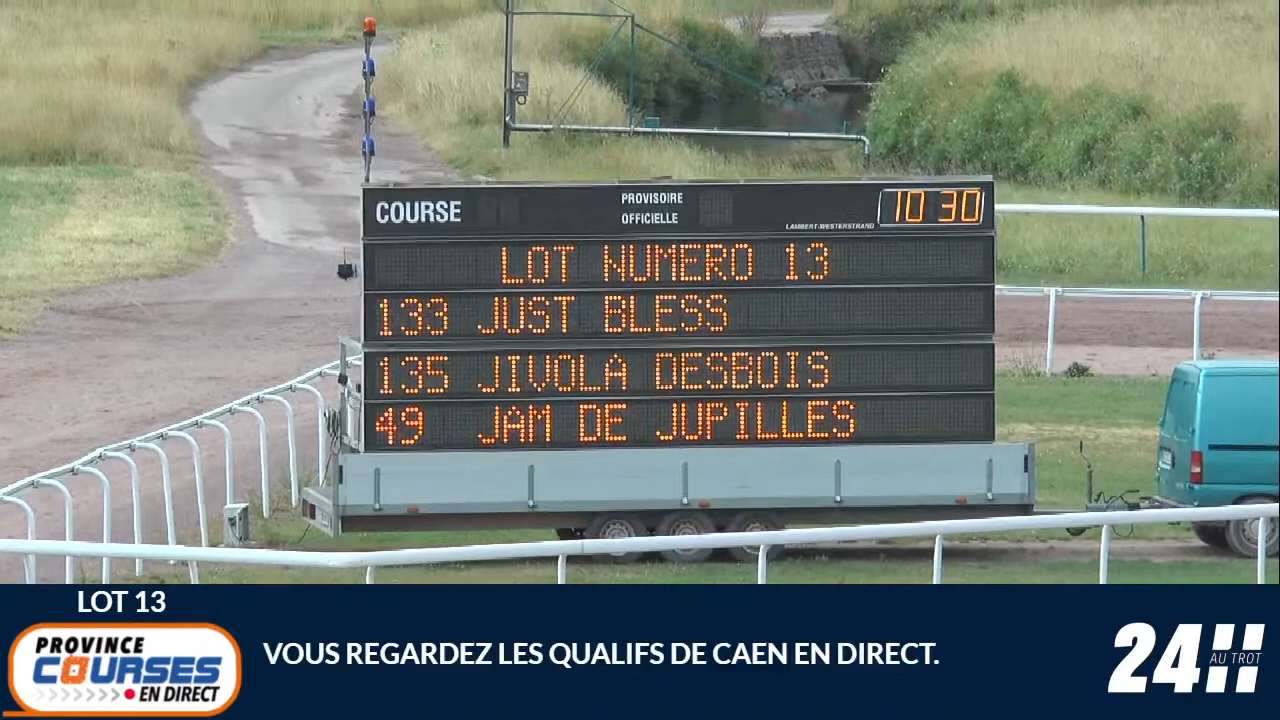 COURSE
PROVISOIRE
OFFICIELLE
LAMBERT-WESTERSTRAND
10 30
LOT NUMERO 13
133 JUST BLESS
135 JIVOLA DESBOIS
49 JAM DE JUPILLES
LOT 13
PROVINCE
COURSES
EN DIRECT
VOUS REGARDEZ LES QUALIFS DE CAEN EN DIRECT.
24H
AU TROT